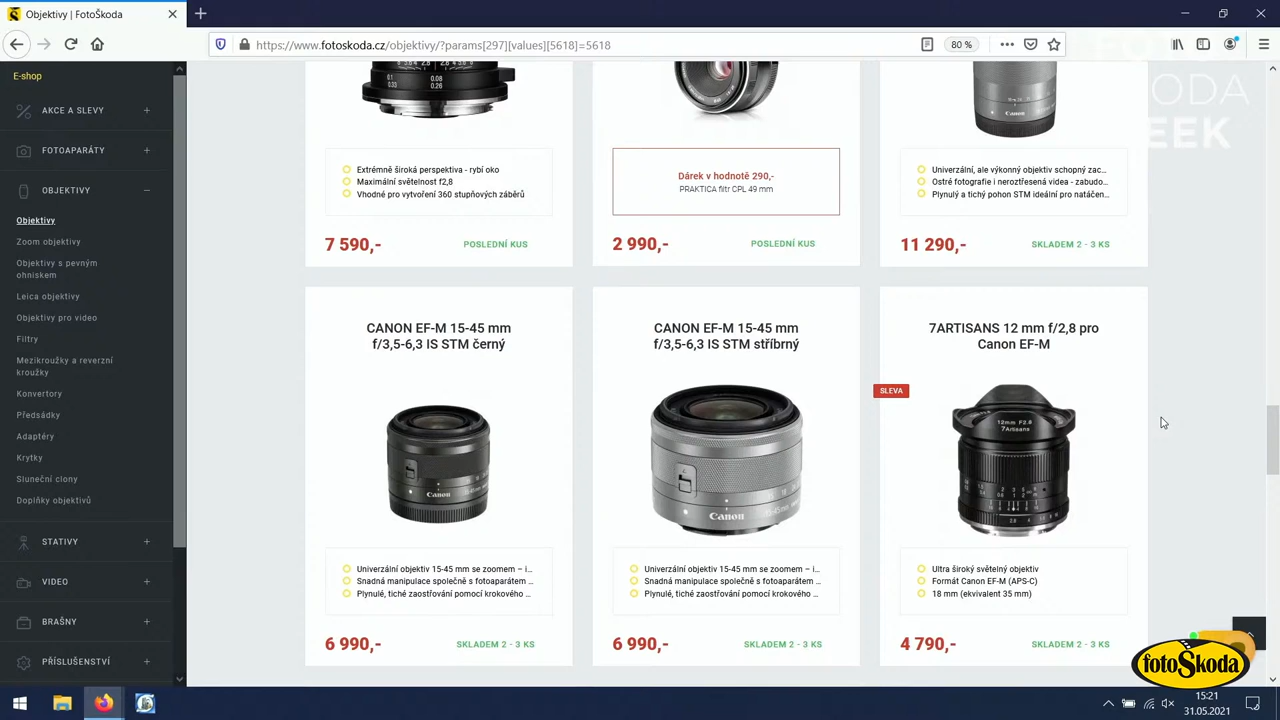 Objektivy | FotoŠkoda
https://www.fotoskoda.cz/objektivy/?params[297][values][5618]=5618
80 %
E-shop
AKCE A SLEVY
FOTOAPARÁTY
OBJEKTIVY
Objektivy
Zoom objektivy
Objektivy s pevným
ohniskem
Leica objektivy
Objektivy pro video
Filtry
Mezikroužky a reverzní
kroužky
Konvertory
Předsádky
Adaptéry
Krytky
Sluneční clony
Doplňky objektivů
STATIVY
VIDEO
BRAŠNY
PŘÍSLUŠENSTVÍ
Extrémně široká perspektiva - rybí oko
Maximální světelnost f2,8
Vhodné pro vytvoření 360 stupňových záběrů
7 590,-
POSLEDNÍ KUS
Dárek v hodnotě 290,-
PRAKTICA filtr CPL 49 mm
2 990,-
POSLEDNÍ KUS
Canon
Univerzální, ale výkonný objektiv schopný zac...
Ostré fotografie i neroztřesená videa - zabudo...
Plynulý a tichý pohon STM ideální pro natáčen...
11 290,-
SKLADEM 2 - 3 KS
CANON EF-M 15-45 mm
f/3,5-6,3 IS STM černý
Canon
Univerzální objektiv 15-45 mm se zoomem – i...
Snadná manipulace společně s fotoaparátem ...
Plynulé, tiché zaostřování pomocí krokového ...
6 990,-
SKLADEM 2 - 3 KS
CANON EF-M 15-45 mm
f/3,5-6,3 IS STM stříbrný
Canon
Univerzální objektiv 15-45 mm se zoomem – i...
Snadná manipulace společně s fotoaparátem ...
Plynulé, tiché zaostřování pomocí krokového ...
6 990,-
SKLADEM 2 - 3 KS
7ARTISANS 12 mm f/2,8 pro
Canon EF-M
SLEVA
12mm F2.8
7Artisans
Ultra široký světelný objektiv
Formát Canon EF-M (APS-C)
18 mm (ekvivalent 35 mm)
4 790,-
SKLADEM 2 - 3 KS
fotoŠkoda
15:21
31.05.2021